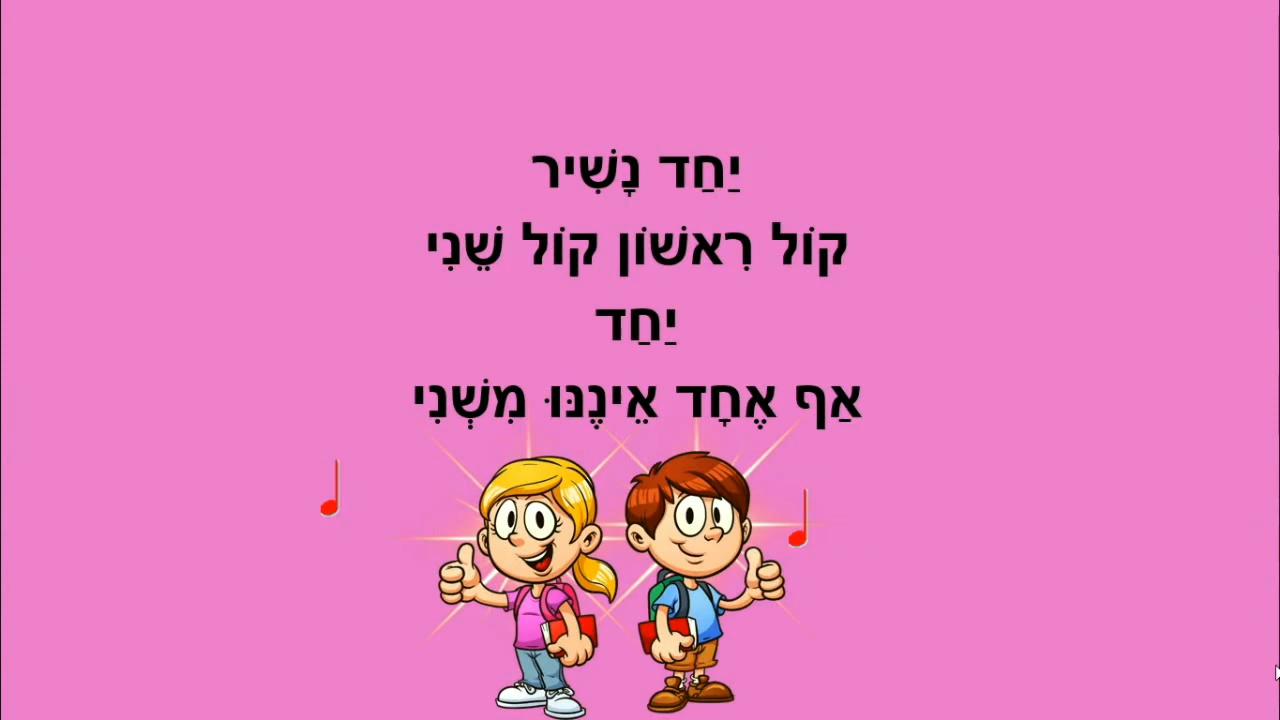 יַחַד נָשִׁיר
קוֹל רִאשׁוֹן קוֹל שֵׁנִי
יַחַד
אַף אֶחָד אֵינֶנּוּ מִשְׁנִי